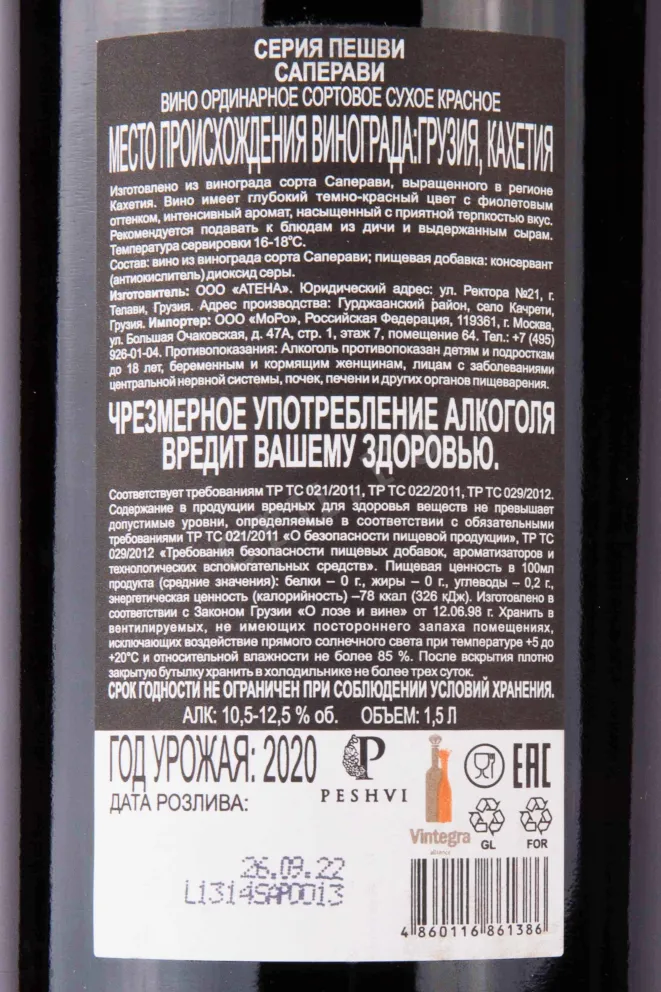 СЕРИЯ ПЕШВИ
САПЕРАВИ
ВИНО ОРДИНАРНОЕ СОРТОВОЕ СУХОЕ КРАСНОЕ
МЕСТО ПРОИСХОЖДЕНИЯ ВИНОГРАДА:ГРУЗИЯ, КАХЕТИЯ
Изготовлено из винограда сорта Саперави, выращенного в регионе
Кахетия. Вино имеет глубокий темно-красный цвет с фиолетовым
оттенком, интенсивный аромат, насыщенный с приятной терпкостью вкус.
Рекомендуется подавать к блюдам из дичи и выдержанным сырам.
Температура сервировки 16-18°С.
Состав: вино из винограда сорта Саперави; пищевая добавка: консервант
(антиокислитель) диоксид серы.
Изготовитель: ООО «АТЕНА». Юридический адрес: ул. Ректора №21, г.
Телави, Грузия. Адрес производства: Гурджаанский район, село Качрети,
Грузия. Импортер: ООО «МоРо», Российская Федерация, 119361, г. Москва,
ул. Большая Очаковская, д. 47А, стр. 1, этаж 7, помещение 64. Тел.: +7 (495)
926-01-04. Противопоказания: Алкоголь противопоказан детям и подросткам
до 18 лет, беременным и кормящим женщинам, лицам с заболеваниями
центральной нервной системы, почек, печени и других органов пищеварения.
ЧРЕЗМЕРНОЕ УПОТРЕБЛЕНИЕ АЛКОГОЛЯ
ВРЕДИТ ВАШЕМУ ЗДОРОВЬЮ.
Соответствует требованиям ТР ТС 021/2011, ТР ТС 022/2011, ТР ТС 029/2012.
Содержание в продукции вредных для здоровья веществ не превышает
допустимые уровни, определяемые в соответствии с обязательными
требованиями ТР ТС 021/2011 «О безопасности пищевой продукции», ТР ТС
029/2012 «Требования безопасности пищевых добавок, ароматизаторов и
технологических вспомогательных средств». Пищевая ценность в 100мл
продукта (средние значения): белки – 0 г., жиры – 0 г., углеводы – 0,2 г.,
энергетическая ценность (калорийность) –78 ккал (326 кДж). Изготовлено в
соответствии с Законом Грузии «О лозе и вине» от 12.06.98 г. Хранить в
вентилируемых, не имеющих постороннего запаха помещениях,
исключающих воздействие прямого солнечного света при температуре +5 до
+20°С и относительной влажности не более 85 %. После вскрытия плотно
закрытую бутылку хранить в холодильнике не более трех суток.
СРОК ГОДНОСТИ НЕ ОГРАНИЧЕН ПРИ СОБЛЮДЕНИИ УСЛОВИЙ ХРАНЕНИЯ.
АЛК: 10,5-12,5 % об. ОБЪЕМ: 1,5 Л
ГОД УРОЖАЯ: 2020
ДАТА РОЗЛИВА:
P
PESHVI
Vintegra
alliance
EAC
GL
FOR
26.09.22
L1314SAP0013
4 860116 861386